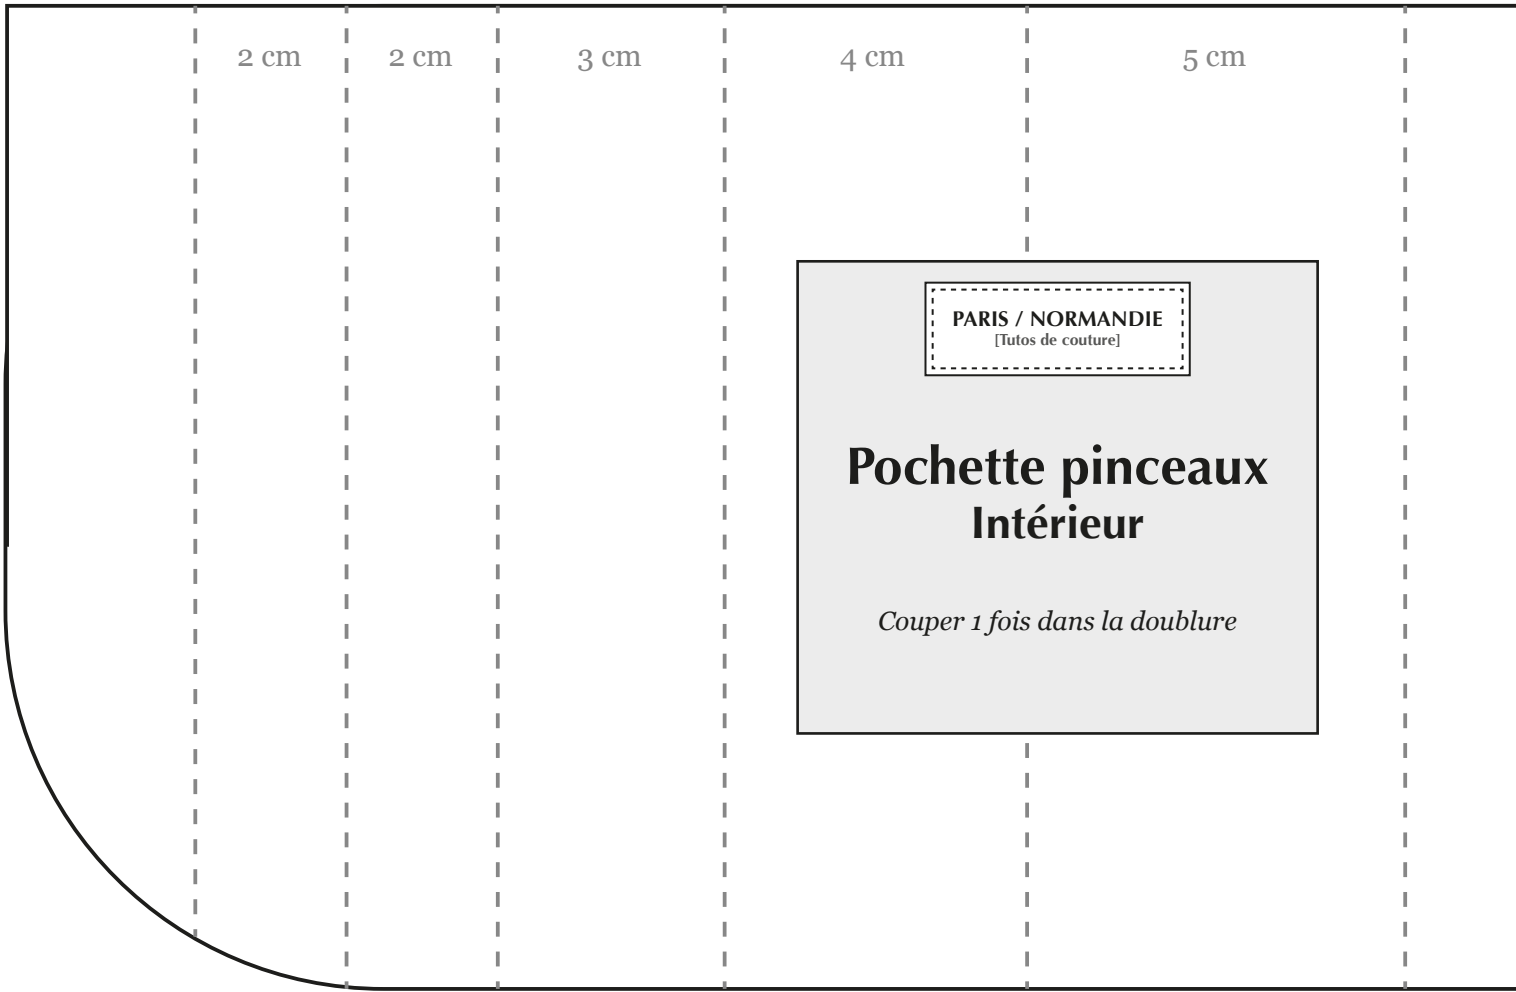 2 cm 2 cm 3 cm 4 cm 5 cm
PARIS / NORMANDIE
[Tutos de couture]
Pochette pinceaux
Intérieur
Couper 1 fois dans la doublure